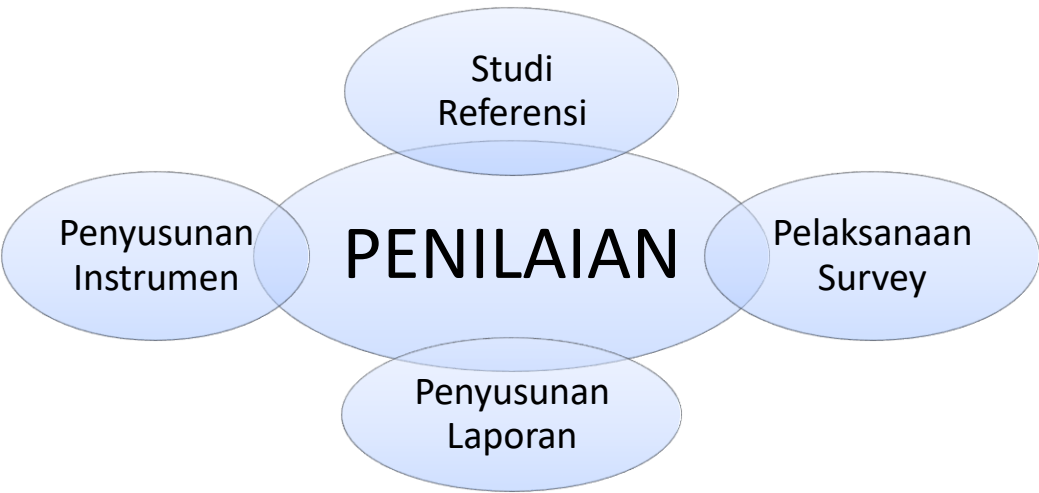 Studi
Referensi
Penyusunan
Instrumen
PENILAIAN
Pelaksanaan
Survey
Penyusunan
Laporan